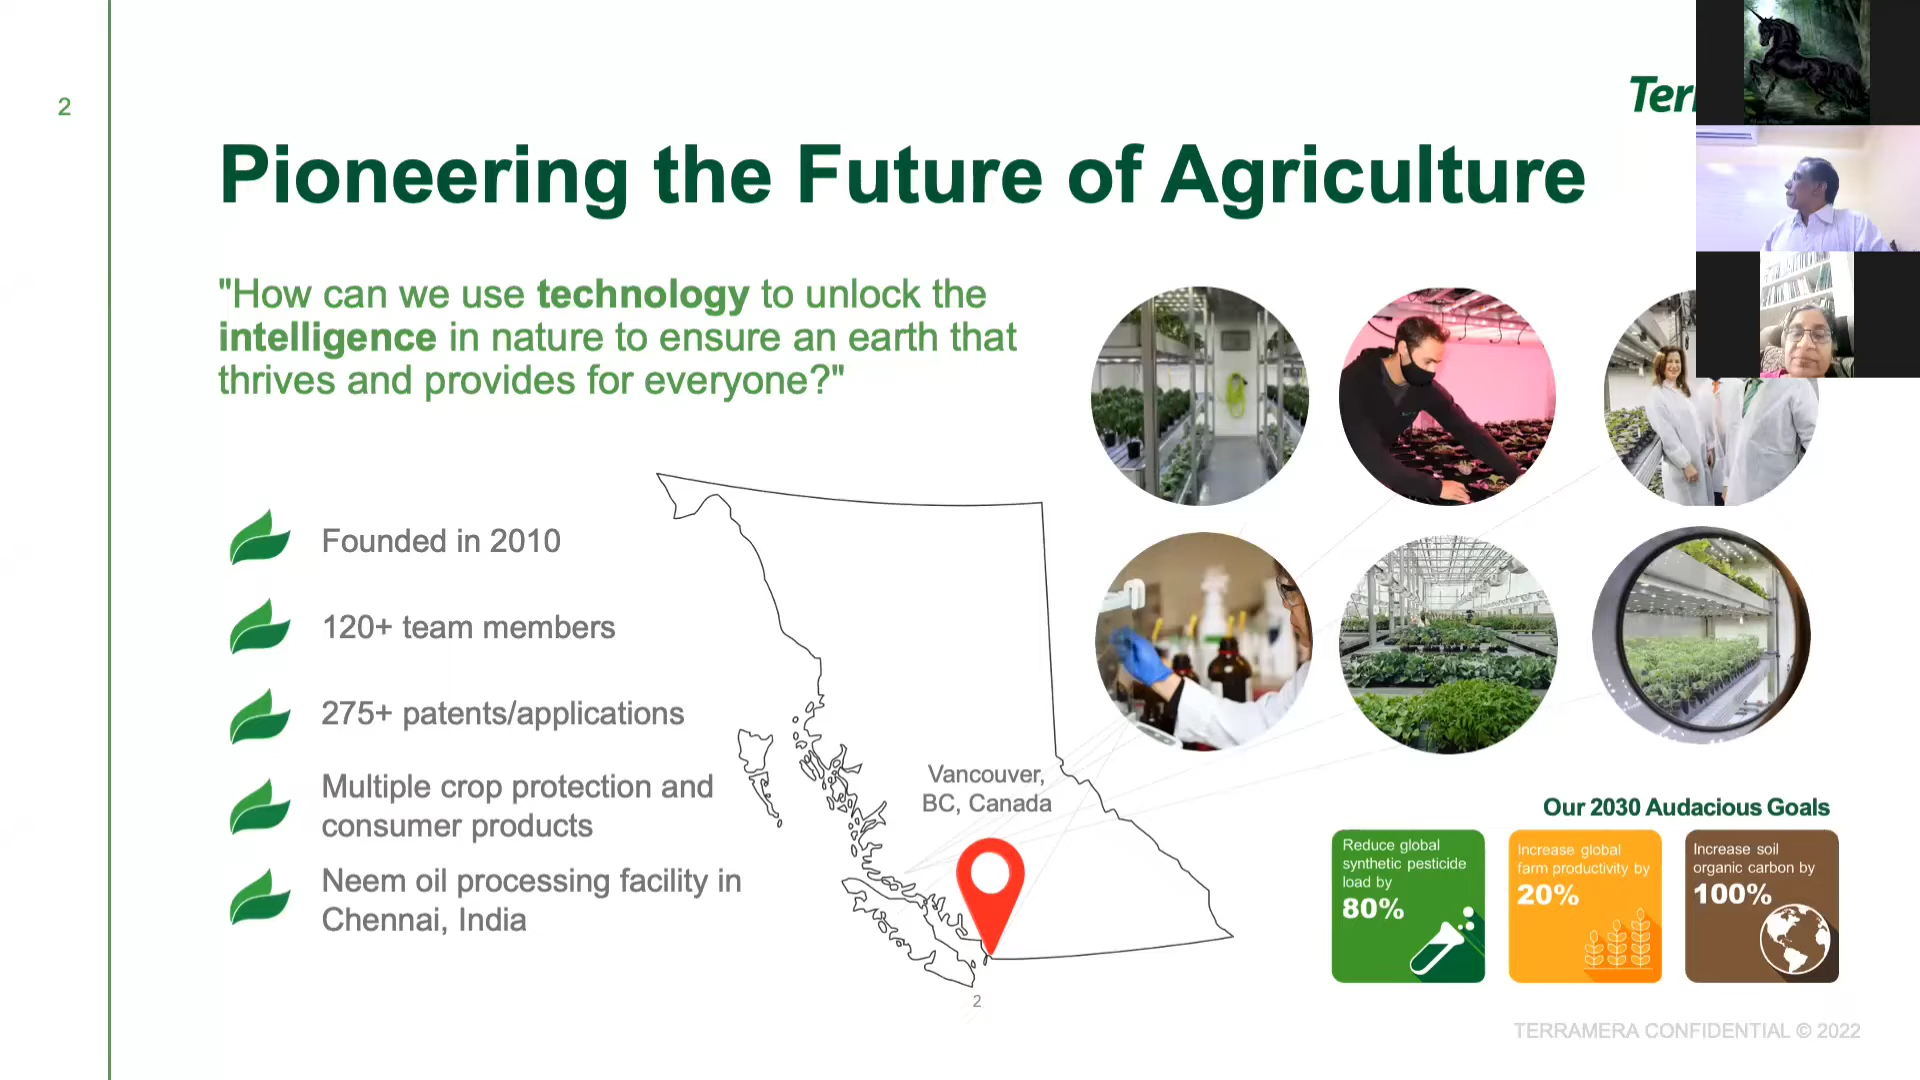 2
Pioneering the Future of Agriculture
"How can we use technology to unlock the
intelligence in nature to ensure an earth that
thrives and provides for everyone?"
Founded in 2010
120+ team members
275+ patents/applications
Multiple crop protection and
consumer products
Neem oil processing facility in
Chennai, India
Vancouver,
BC, Canada
2
Our 2030 Audacious Goals
Reduce global
synthetic pesticide
load by
80%
Increase global
farm productivity by
20%
Increase soil
organic carbon by
100%
TERRAMERA CONFIDENTIAL © 2022